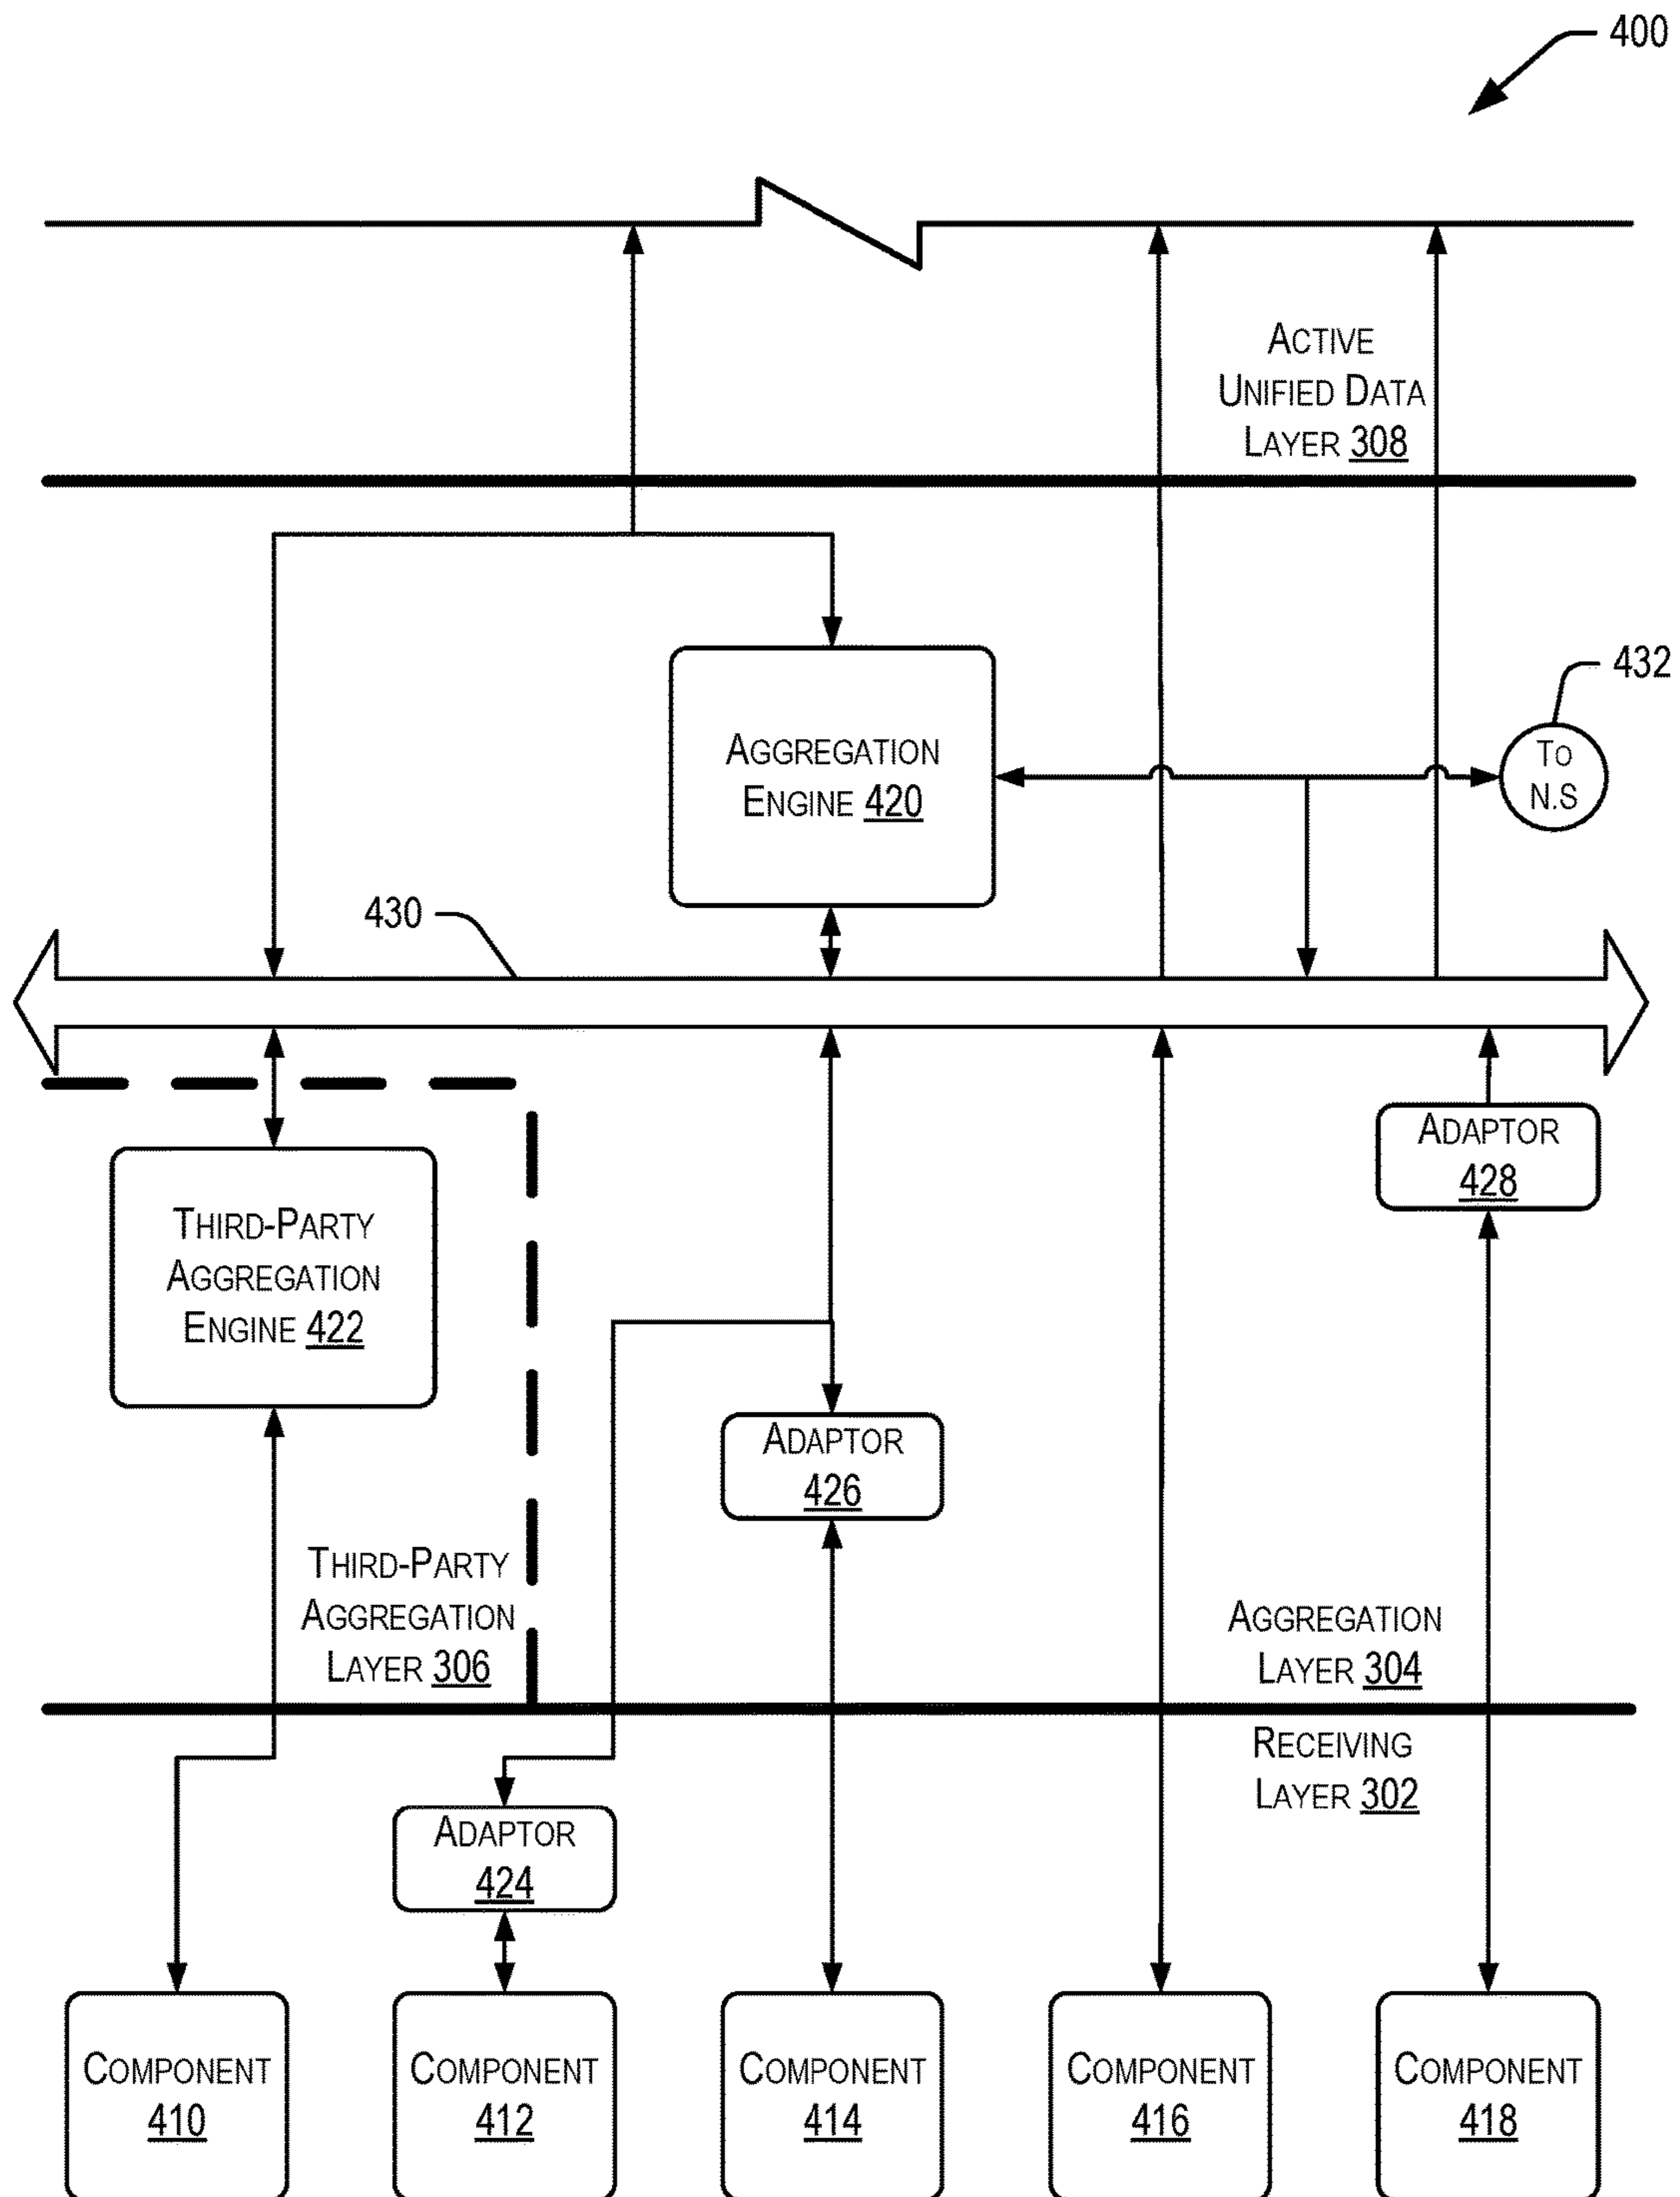 400
ACTIVE
UNIFIED DATA
LAYER 308
432
TO
N.S
AGGREGATION
ENGINE 420
430
ADAPTOR
428
THIRD-PARTY
AGGREGATION
ENGINE 422
ADAPTOR
426
THIRD-PARTY
AGGREGATION
LAYER 306
AGGREGATION
LAYER 304
RECEIVING
LAYER 302
ADAPTOR
424
COMPONENT
410
COMPONENT
412
COMPONENT
414
COMPONENT
416
COMPONENT
418